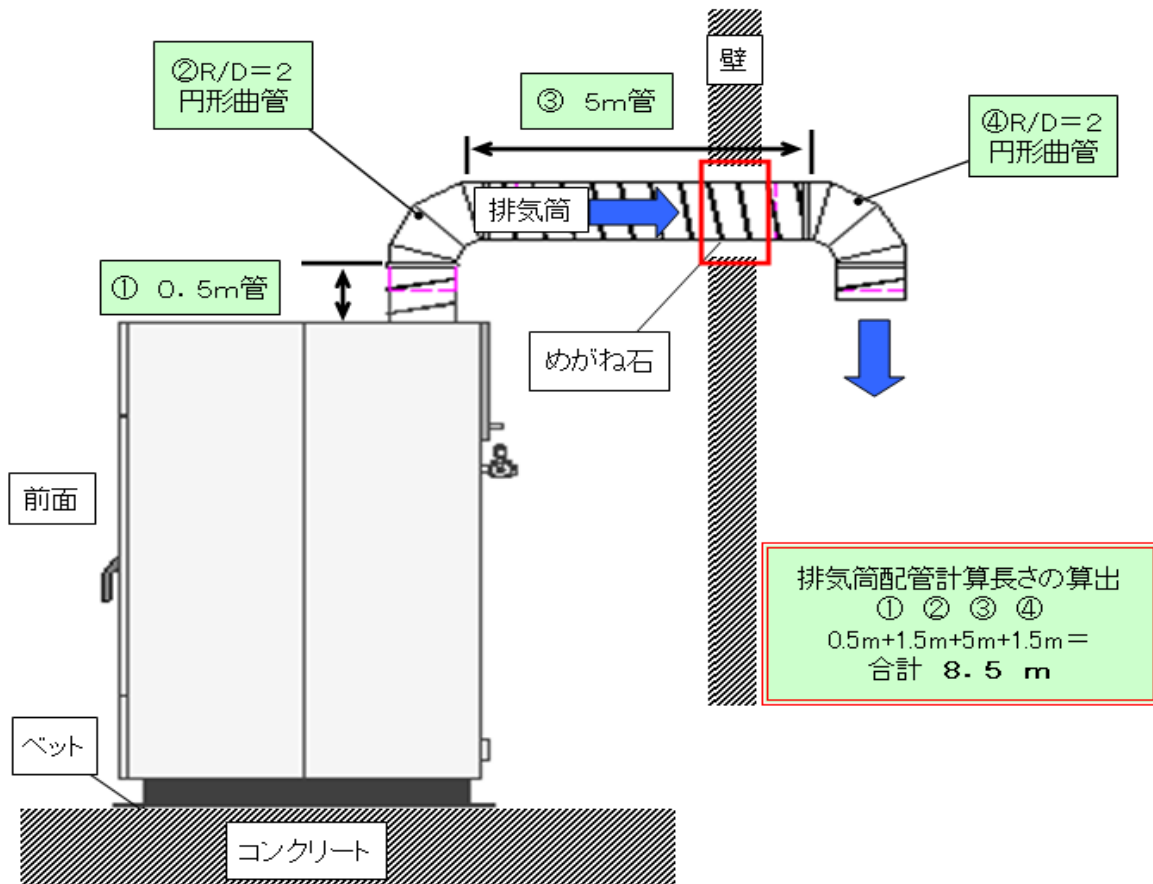 ②R/D=2
円形曲管
壁
③ 5m管
④R/D=2
円形曲管
排気筒
① 0.5m管
めがね石
前面
排気筒配管計算長さの算出
① ② ③ ④
0.5m+1.5m+5m+1.5m=
合計 8.5 m
ベット
コンクリート